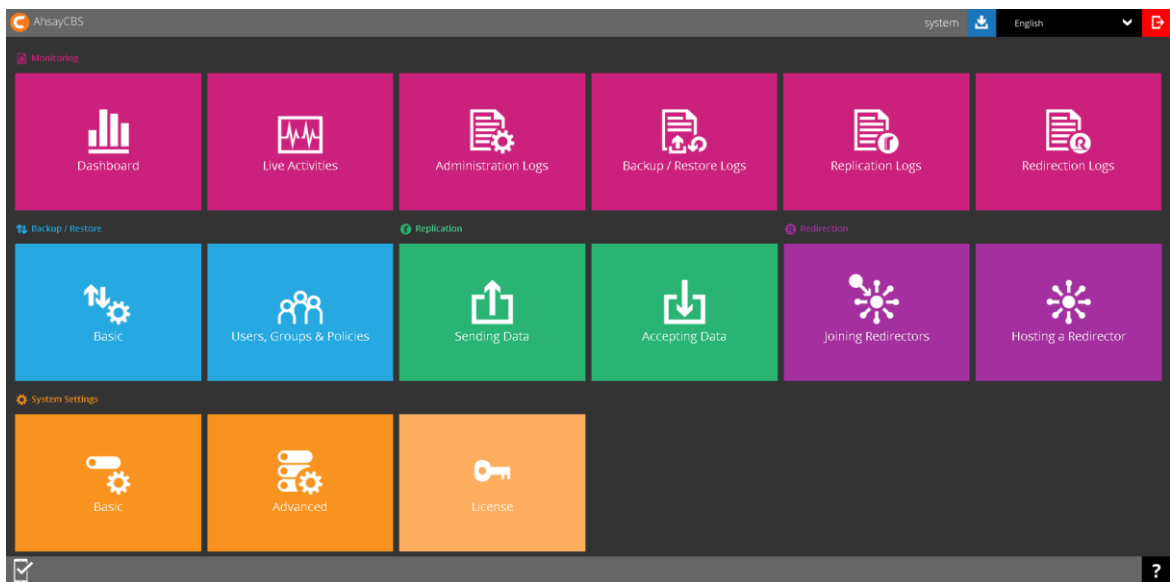 AhsayCBS
system
English
Monitoring
Dashboard
Live Activities
Administration Logs
Backup / Restore Logs
Replication Logs
Redirection Logs
Backup / Restore
Replication
Redirection
Basic
Users, Groups & Policies
Sending Data
Accepting Data
Joining Redirectors
Hosting a Redirector
System Settings
Basic
Advanced
License
?